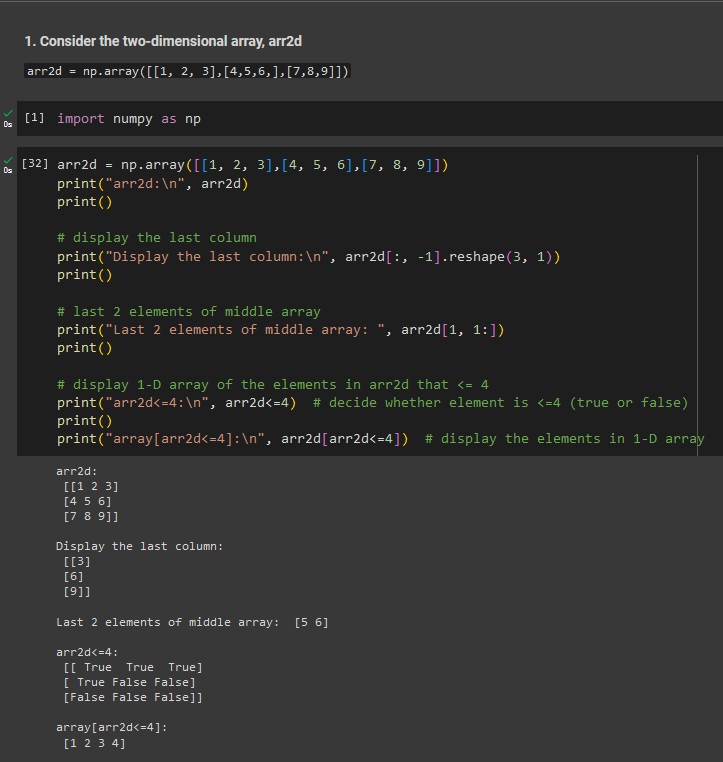 1. Consider the two-dimensional array, arr2d
arr2d = np.array([[1, 2, 3],[4,5,6,],[7,8,9]])
[1] import numpy as np
0s
[32] arr2d = np.array([[1, 2, 3],[4, 5, 6],[7, 8, 9]])
0s print("arr2d:\n", arr2d)
print()
# display the last column
print("Display the last column:\n", arr2d[:, -1].reshape(3, 1))
print()
# last 2 elements of middle array
print("Last 2 elements of middle array: ", arr2d[1, 1:])
print()
# display 1-D array of the elements in arr2d that <= 4
print("arr2d<=4:\n", arr2d<=4)  # decide whether element is <=4 (true or false)
print()
print("array[arr2d<=4]:\n", arr2d[arr2d<=4])  # display the elements in 1-D array
arr2d:
[[1 2 3]
[4 5 6]
[7 8 9]]
Display the last column:
[[3]
[6]
[9]]
Last 2 elements of middle array:  [5 6]
arr2d<=4:
[[ True  True  True]
[ True False False]
[False False False]]
array[arr2d<=4]:
[1 2 3 4]